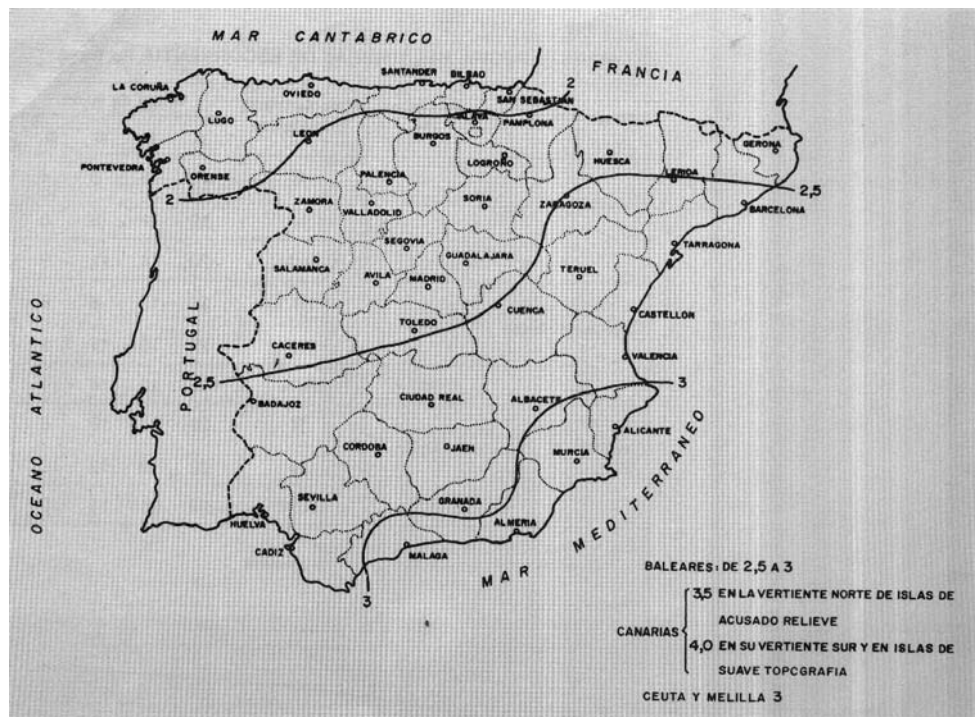 MAR CANTABRICO
FRANCIA
SANTANDER
BILBAO
LA CORUÑA
OVIEDO
SAN SEBASTIAN
2
LUGO
LEON
ALAVA
PAMPLONA
BURGOS
GERONA
PONTEVEDRA
ORENSE
LOGROÑO
HUESCA
PALENCIA
LERIDA
2
ZAMORA
VALLADOLID
SORIA
ZARAGOZA
2,5
BARCELONA
SEGOVIA
TARRAGONA
SALAMANCA
AVILA
MADRID
GUADALAJARA
TERUEL
OCEANO ATLANTICO
PORTUGAL
TOLEDO
CUENCA
CASTELLON
CACERES
VALENCIA
2,5
BADAJOZ
CIUDAD REAL
ALBACETE
3
ALICANTE
CORDOBA
JAEN
MURCIA
MAR MEDITERRANEO
SEVILLA
GRANADA
HUELVA
ALMERIA
CADIZ
MALAGA
3
BALEARES: DE 2,5 A 3
CANARIAS
3,5 EN LA VERTIENTE NORTE DE ISLAS DE
ACUSADO RELIEVE
4,0 EN SU VERTIENTE SUR Y EN ISLAS DE
SUAVE TOPCGRAFIA
CEUTA Y MELILLA 3